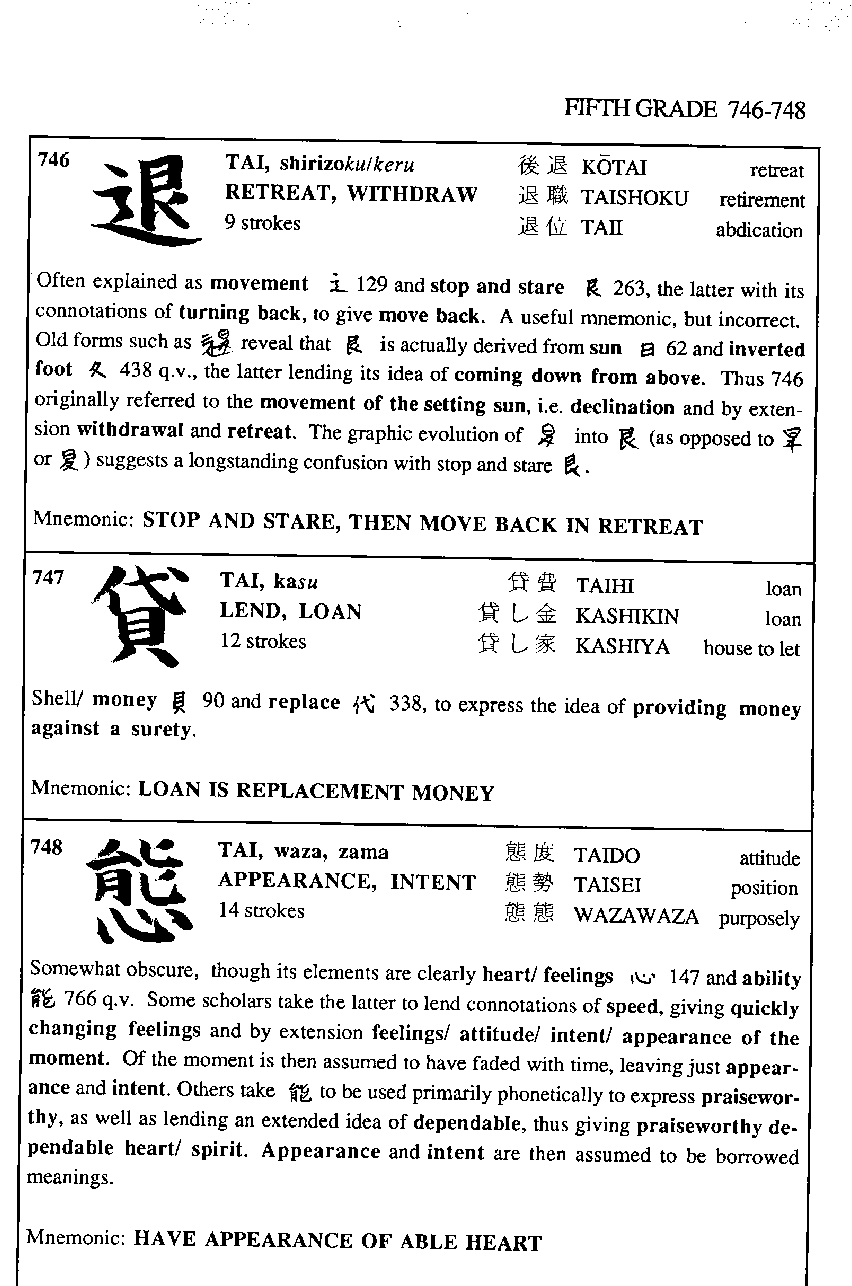 FIFTH GRADE 746-748
746 退 TAI, shirizoku/keru 後退 KŌTAI retreat
RETREAT, WITHDRAW 退職 TAISHOKU retirement
9 strokes 退位 TAII abdication
Often explained as movement 辶 129 and stop and stare 艮 263, the latter with its
connotations of turning back, to give move back. A useful mnemonic, but incorrect.
Old forms such as reveal that 艮 is actually derived from sun 日 62 and inverted
foot 夂 438 q.v., the latter lending its idea of coming down from above. Thus 746
originally referred to the movement of the setting sun, i.e. declination and by exten-
sion withdrawal and retreat. The graphic evolution of into 艮 (as opposed to
or ) suggests a longstanding confusion with stop and stare 艮.
Mnemonic: STOP AND STARE, THEN MOVE BACK IN RETREAT
747 貸 TAI, kasu 貸費 TAIHI loan
LEND, LOAN 貸し金 KASHIKIN loan
12 strokes 貸し家 KASHIYA house to let
Shell/ money 貝 90 and replace 代 338, to express the idea of providing money
against a surety.
Mnemonic: LOAN IS REPLACEMENT MONEY
748 態 TAI, waza, zama 態度 TAIDO attitude
APPEARANCE, INTENT 態勢 TAISEI position
14 strokes 態態 WAZAWAZA purposely
Somewhat obscure, though its elements are clearly heart/ feelings 心 147 and ability
能 766 q.v. Some scholars take the latter to lend connotations of speed, giving quickly
changing feelings and by extension feelings/ attitude/ intent/ appearance of the
moment. Of the moment is then assumed to have faded with time, leaving just appear-
ance and intent. Others take 能 to be used primarily phonetically to express praisewor-
thy, as well as lending an extended idea of dependable, thus giving praiseworthy de-
pendable heart/ spirit. Appearance and intent are then assumed to be borrowed
meanings.
Mnemonic: HAVE APPEARANCE OF ABLE HEART